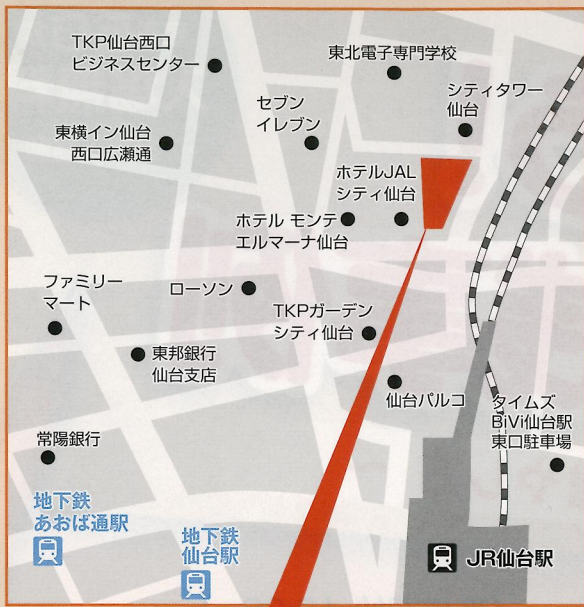 TKP仙台西口
ビジネスセンター
東北電子専門学校
シティタワー
仙台
セブン
イレブン
東横イン仙台
西口広瀬通
ホテルJAL
シティ仙台
ホテル モンテ
エルマーナ仙台
ファミリー
マート
ローソン
TKPガーデン
シティ仙台
東邦銀行
仙台支店
仙台パルコ
タイムズ
BiVi仙台駅
東口駐車場
常陽銀行
地下鉄
あおば通駅
地下鉄
仙台駅
JR仙台駅